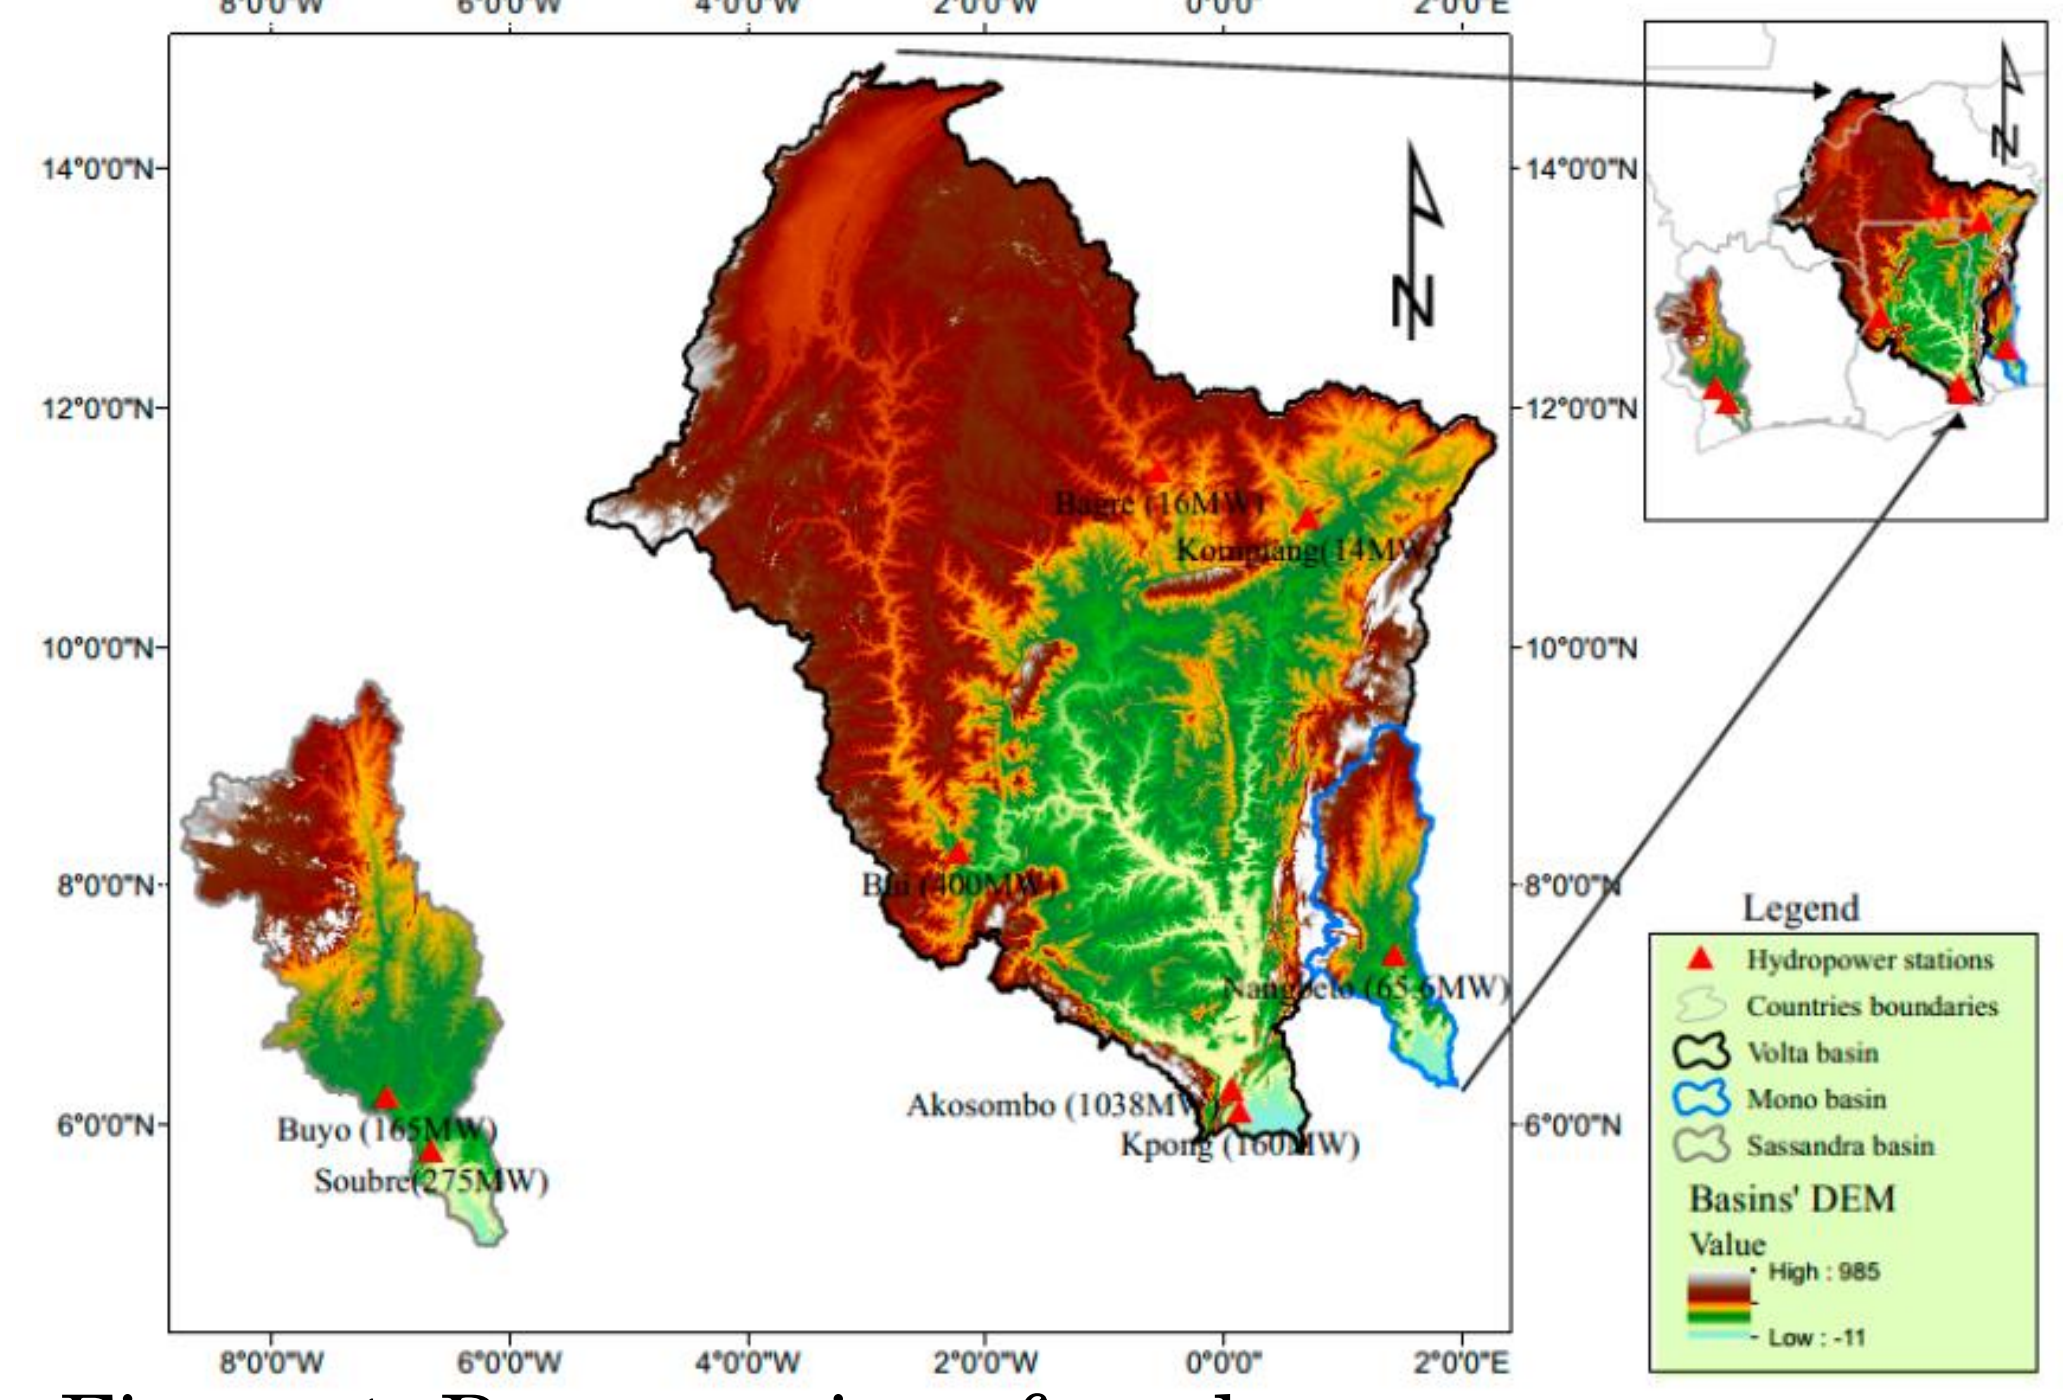 8°0'0"W 6°0'0"W 4°0'0"W 2°0'0"W 0°0'0" 2°0'0"E
N
N
14°0'0"N 14°0'0"N
12°0'0"N 12°0'0"N
Bagre (16MW)
Kompiang(14MW
10°0'0"N 10°0'0"N
8°0'0"N 8°0'0"N
Bui (400MW)
Nangbeto (65.6MW)
Akosombo (1038MW)
6°0'0"N 6°0'0"N
Buyo (165MW)
Kpong (160MW)
Soubre(275MW)
8°0'0"W 6°0'0"W 4°0'0"W 2°0'0"W 0°0'0" 2°0'0"E
Legend
Hydropower stations
Countries boundaries
Volta basin
Mono basin
Sassandra basin
Basins' DEM
Value
High : 985
Low : -11